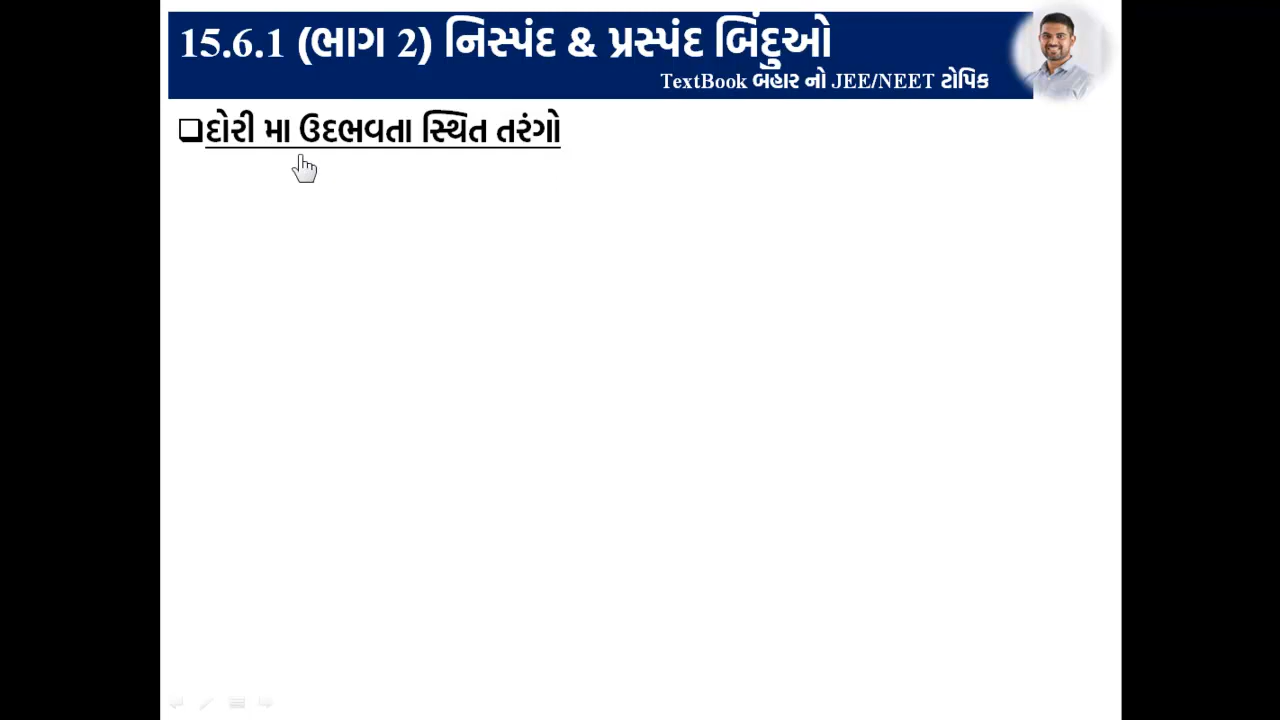 15.6.1 (ભાગ 2) નિસ્પંદ & પ્રસ્પંદ બિંદુઓ
TextBook બહાર નો JEE/NEET ટોપિક
દોરી મા ઉદભવતા સ્થિત તરંગો